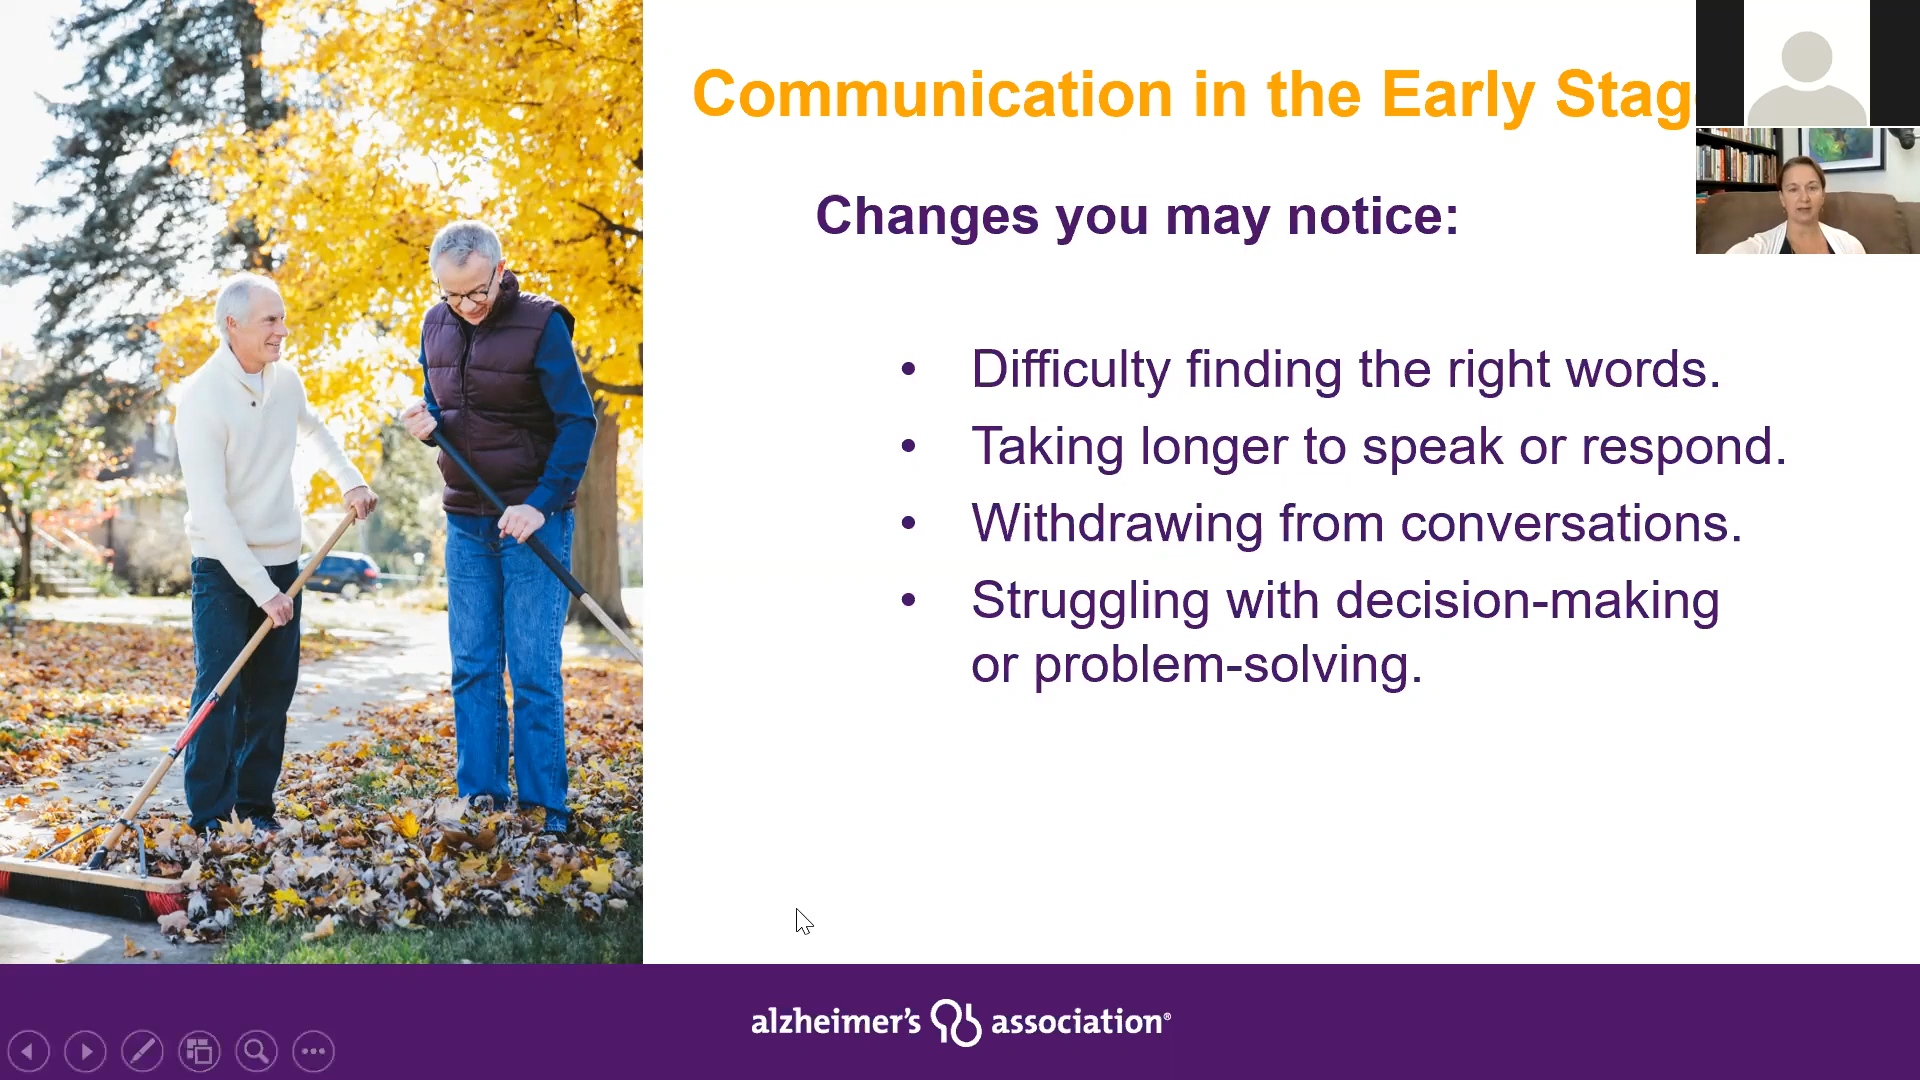 Communication in the Early Stag
Changes you may notice:
• Difficulty finding the right words.
• Taking longer to speak or respond.
• Withdrawing from conversations.
• Struggling with decision-making
or problem-solving.
alzheimer's association®